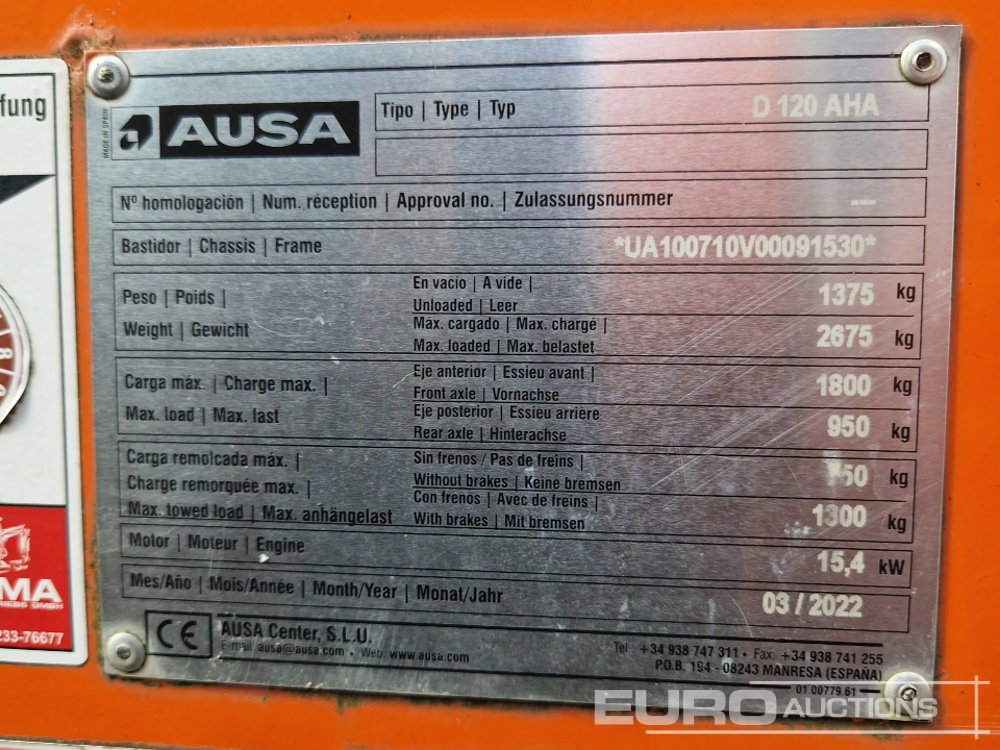 fung
MADE IN SPAIN
AUSA
Tipo | Type | Typ D 120 AHA
Nº homologación | Num. réception | Approval no. | Zulassungsnummer ---
Bastidor | Chassis | Frame *UA100710V00091530*
Peso | Poids |
Weight | Gewicht
En vacio | A vide | 1375 kg
Unloaded | Leer
Máx. cargado | Max. chargé | 2675 kg
Max. loaded | Max. belastet
Carga máx. | Charge max. |
Max. load | Max. last
Eje anterior | Essieu avant | 1800 kg
Front axle | Vornachse
Eje posterior | Essieu arrière 950 kg
Rear axle | Hinterachse
Carga remolcada máx. |
Charge remorquée max. |
Max. towed load | Max. anhängelast
Sin frenos / Pas de freins | kg
Without brakes | Keine bremsen
Con frenos | Avec de freins | 1300 kg
With brakes | Mit bremsen
Motor | Moteur | Engine 15,4 kW
Mes/Año | Mois/Année | Month/Year | Monat/Jahr 03 / 2022
CE
AUSA Center, S.L.U.
E-mail: ausa@ausa.com • Web: www.ausa.com
Tel.: +34 938 747 311 • Fax: +34 938 741 255
P.O.B. 194 - 08243 MANRESA (ESPAÑA)
01.00779.61
8
MA
RIEBS GMBH
233-76677
EURO AUCTIONS